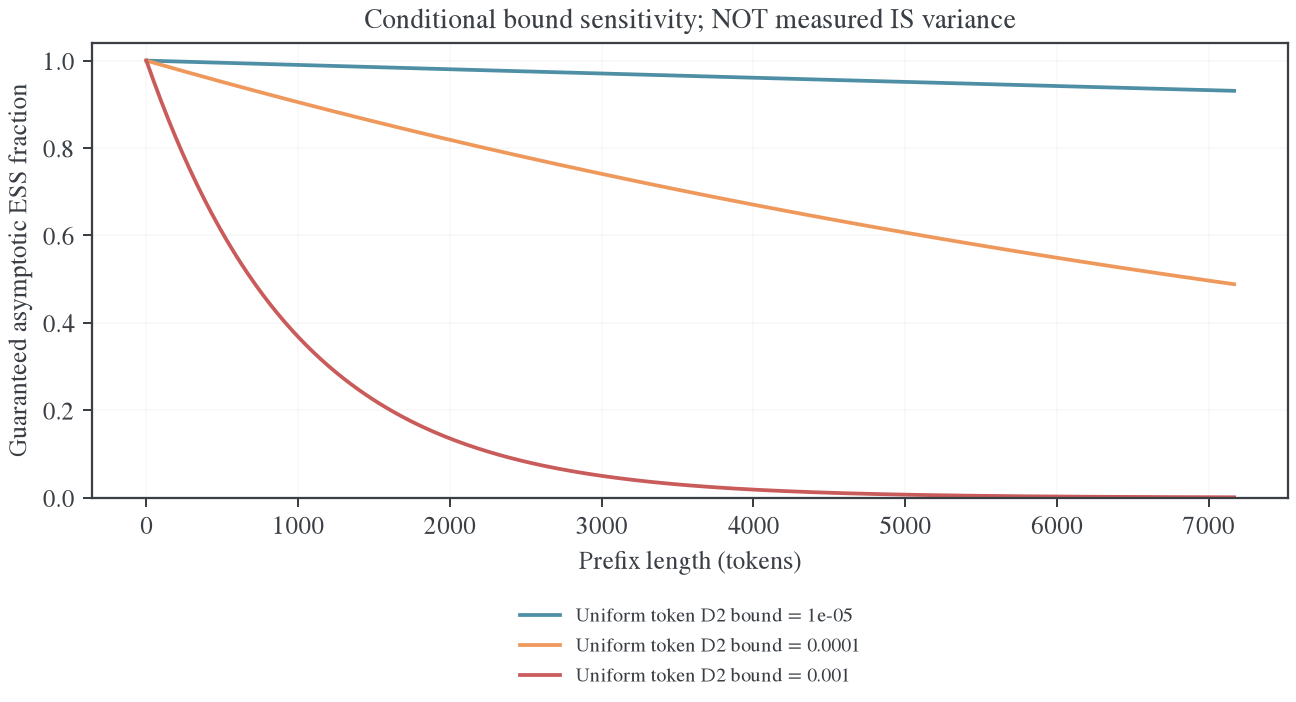 Conditional bound sensitivity; NOT measured IS variance
Guaranteed asymptotic ESS fraction
1.0
0.8
0.6
0.4
0.2
0.0
0 1000 2000 3000 4000 5000 6000 7000
Prefix length (tokens)
Uniform token D2 bound = 1e-05
Uniform token D2 bound = 0.0001
Uniform token D2 bound = 0.001